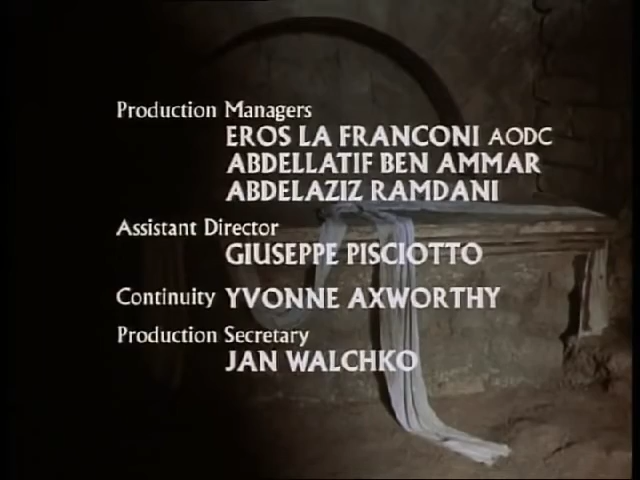 Production Managers
EROS LA FRANCONI AODC
ABDELLATIF BEN AMMAR
ABDELAZIZ RAMDANI
Assistant Director
GIUSEPPE PISCIOTTO
Continuity YVONNE AXWORTHY
Production Secretary
JAN WALCHKO